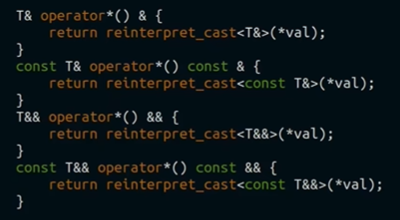 T& operator*() & {
    return reinterpret_cast<T&>(*val);
}
const T& operator*() const & {
    return reinterpret_cast<const T&>(*val);
}
T&& operator*() && {
    return reinterpret_cast<T&&>(*val);
}
const T&& operator*() const && {
    return reinterpret_cast<const T&&>(*val);
}